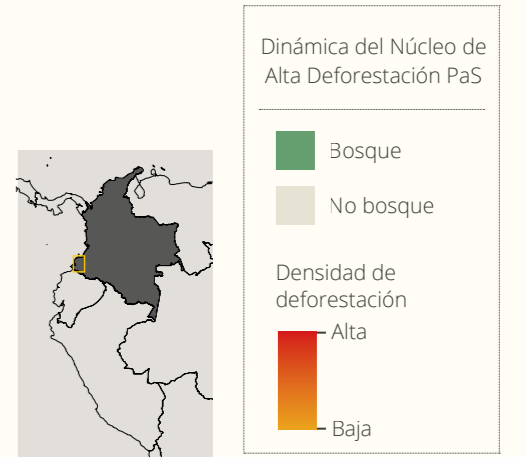 Dinámica del Núcleo de
Alta Deforestación PaS
Bosque
No bosque
Densidad de
deforestación
Alta
Baja